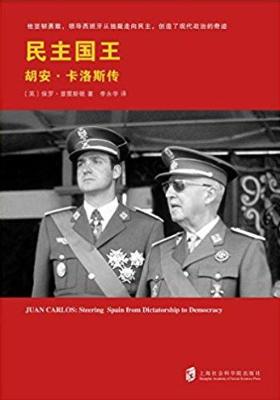 他坚韧勇敢，领导西班牙从独裁走向民主，创造了现代政治的奇迹
民主国王
胡安·卡洛斯传
（英）保罗·普雷斯顿 著 李永学 译
JUAN CARLOS: Steering Spain from Dictatorship to Democracy
上海社会科学院出版社
Shanghai Academy of Social Sciences Press